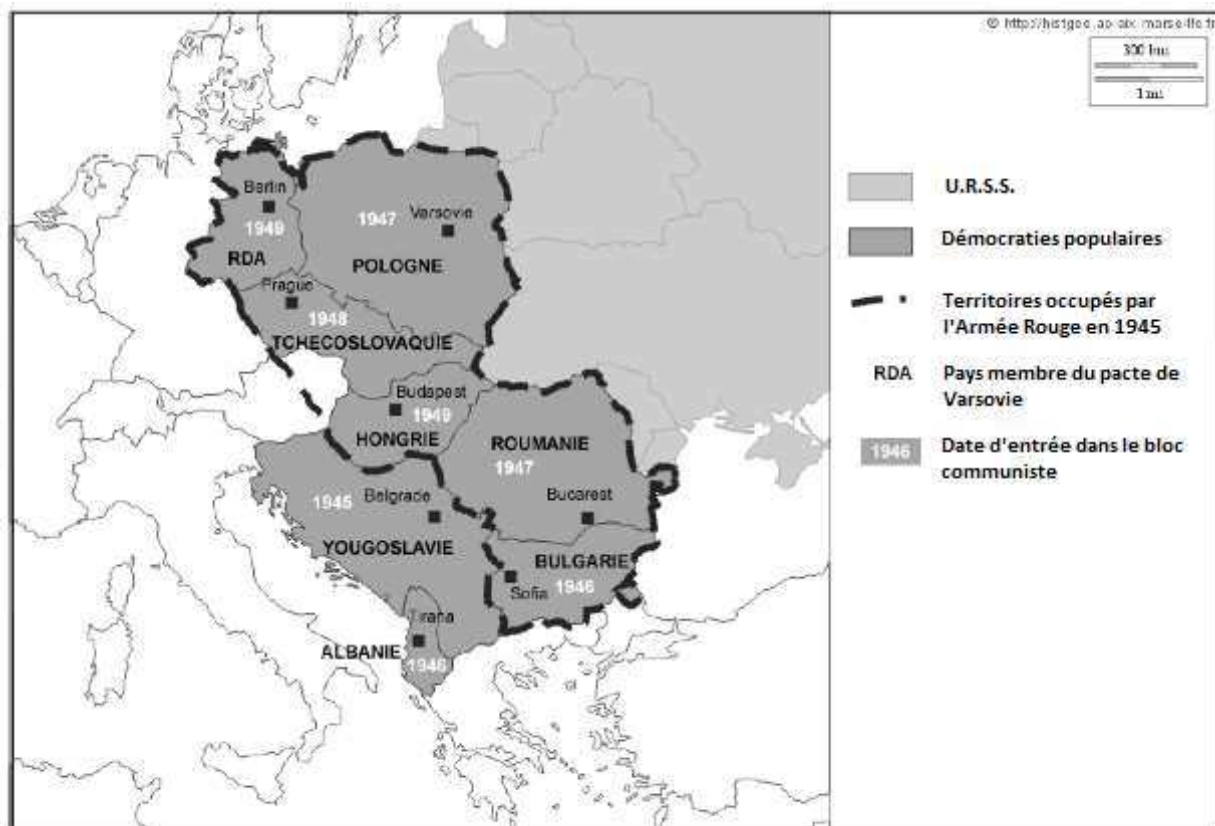 300 km
1 mi
U.R.S.S.
Démocraties populaires
Territoires occupés par
l'Armée Rouge en 1945
RDA
Pays membre du pacte de
Varsovie
1946
Date d'entrée dans le bloc
communiste
Berlin
1949
RDA
1947
Varsovie
POLOGNE
Prague
1948
TCHECOSLOVAQUIE
Budapest
1949
HONGRIE
ROUMANIE
1947
Bucarest
1945
Belgrade
YOUGOSLAVIE
BULGARIE
Sofia
1946
Tirana
ALBANIE
1946